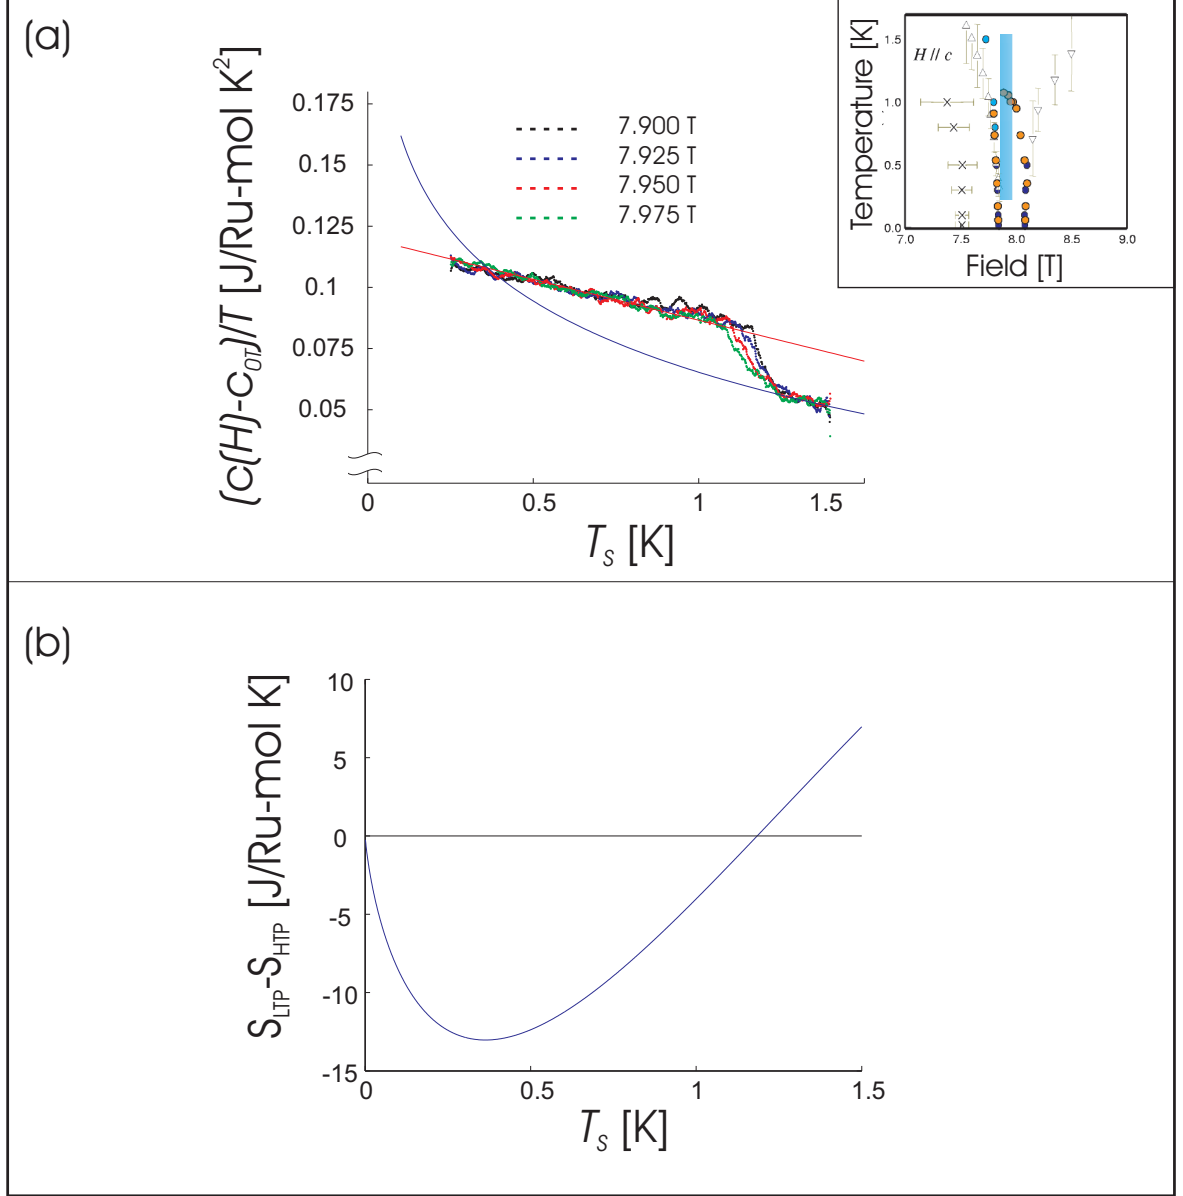 (a)
(c(H)-c0T)/T [J/Ru-mol K2]
0.175
0.15
0.125
0.1
0.075
0.05
7.900 T
7.925 T
7.950 T
7.975 T
0 0.5 1 1.5
TS [K]
Temperature [K]
1.5
1.0
0.5
0.0
H // c
7.0 7.5 8.0 8.5 9.0
Field [T]
(b)
SLTP-SHTP [J/Ru-mol K]
10
5
0
-5
-10
-15
0 0.5 1 1.5
TS [K]